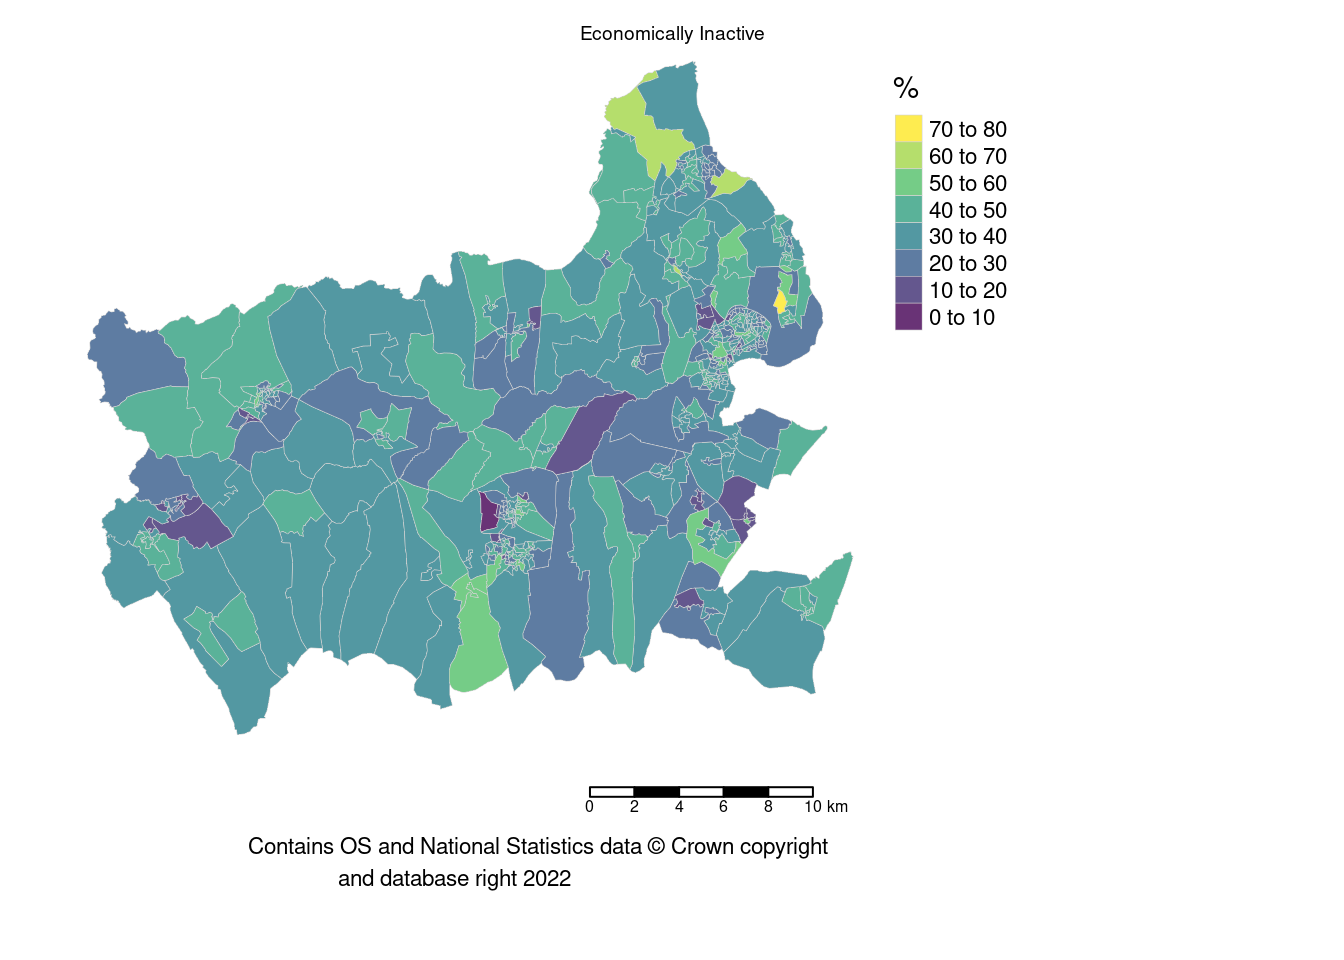 Economically Inactive
%
70 to 80
60 to 70
50 to 60
40 to 50
30 to 40
20 to 30
10 to 20
0 to 10
0 2 4 6 8 10 km
Contains OS and National Statistics data © Crown copyright
and database right 2022